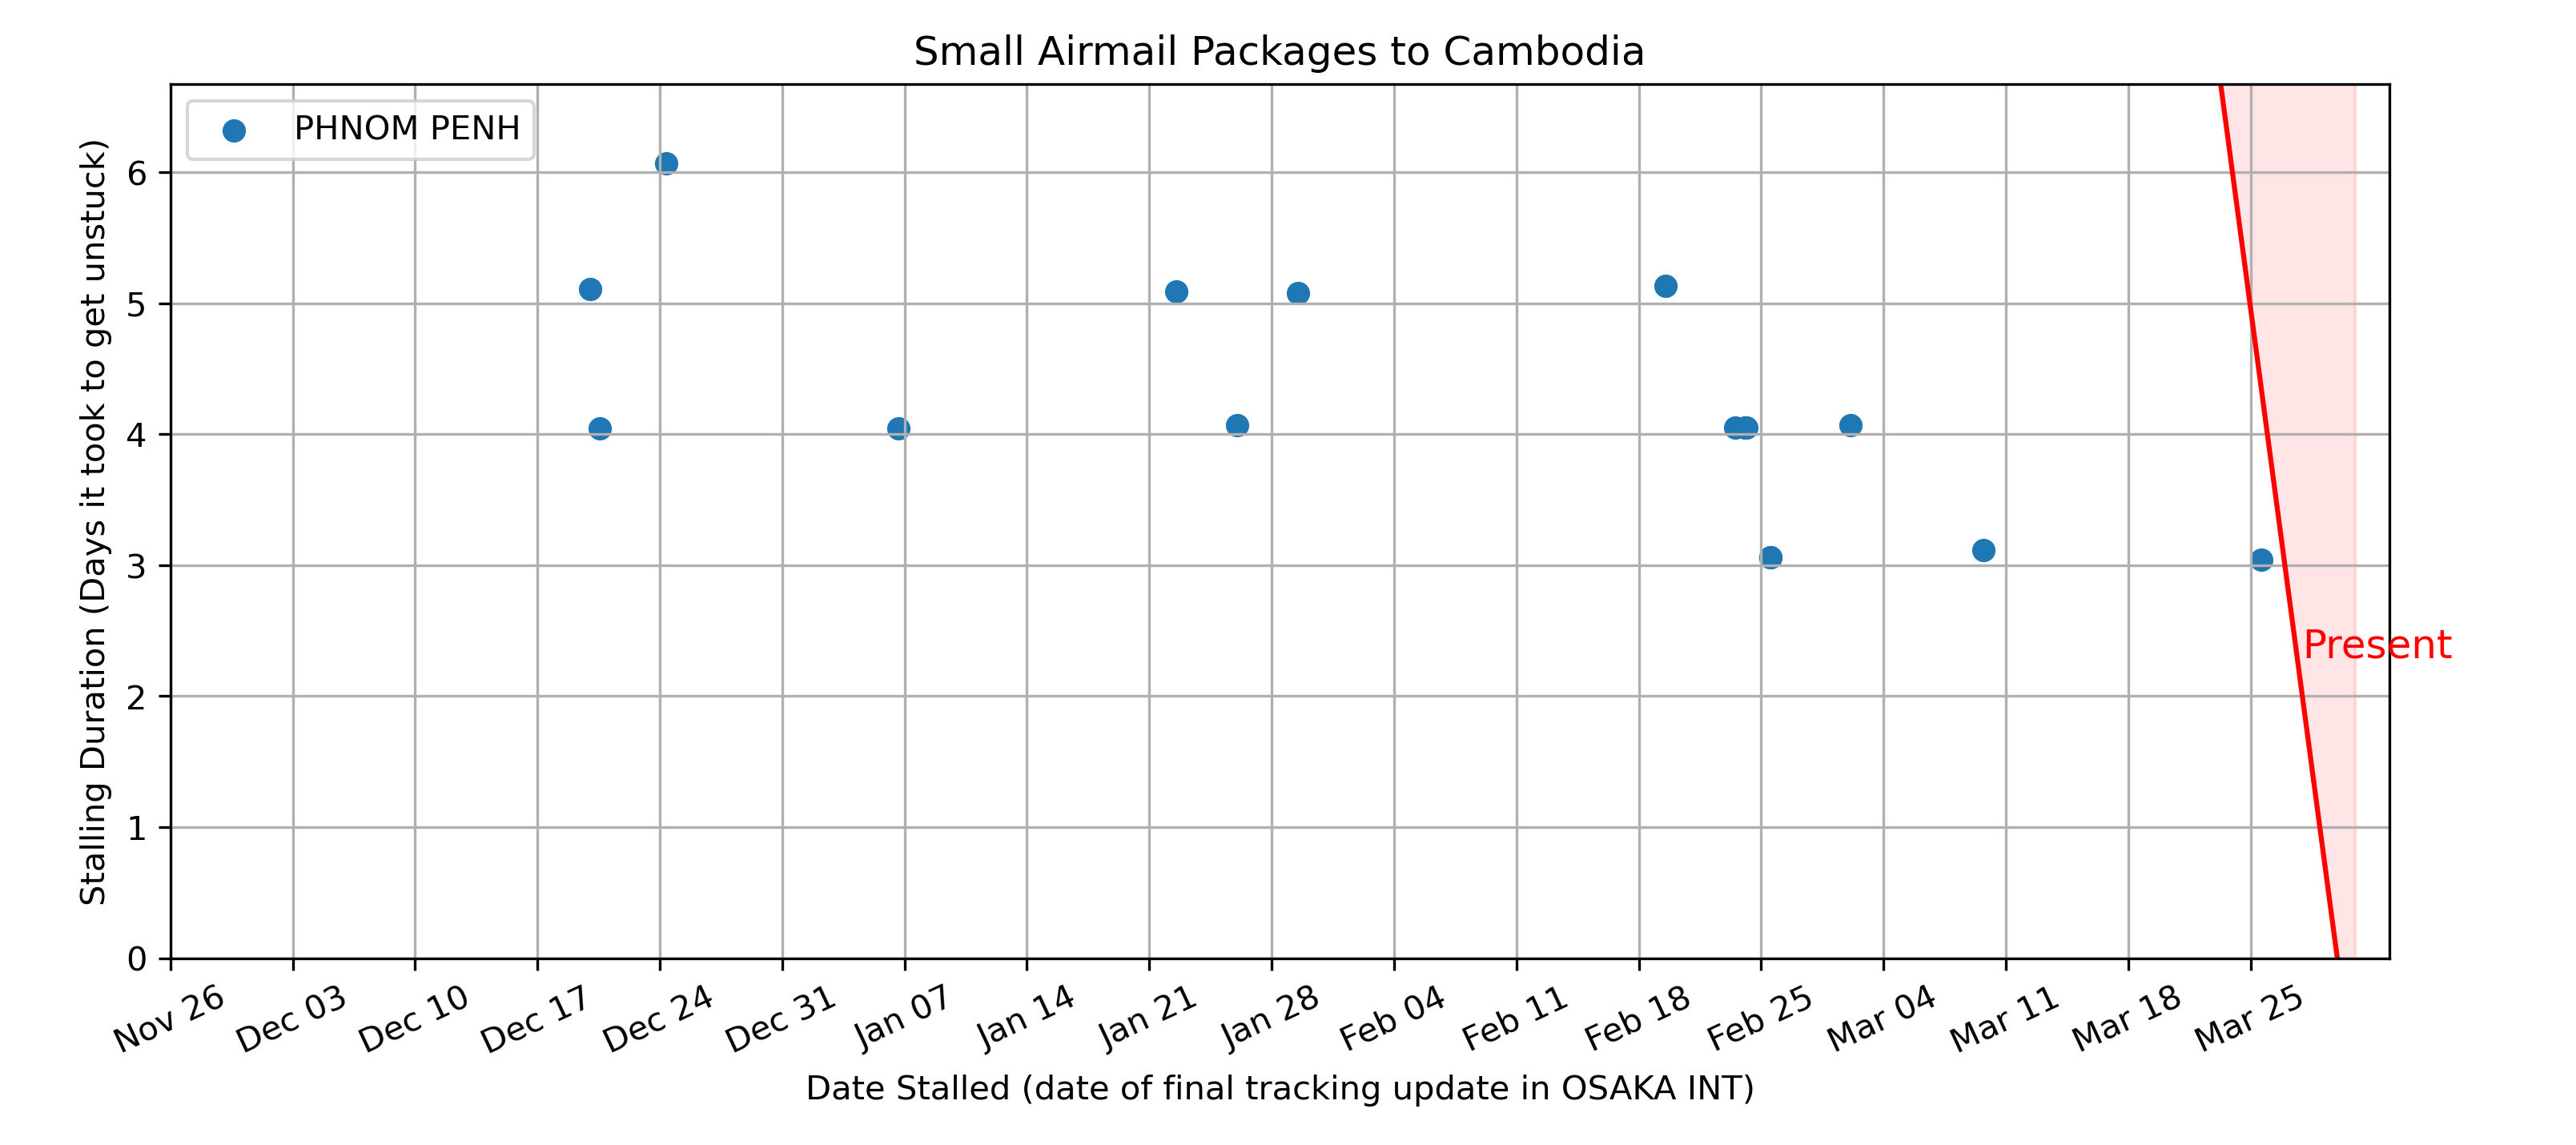 Small Airmail Packages to Cambodia
PHNOM PENH
Stalling Duration (Days it took to get unstuck)
6
5
4
3
2
1
0
Present
Nov 26
Dec 03
Dec 10
Dec 17
Dec 24
Dec 31
Jan 07
Jan 14
Jan 21
Jan 28
Feb 04
Feb 11
Feb 18
Feb 25
Mar 04
Mar 11
Mar 18
Mar 25
Date Stalled (date of final tracking update in OSAKA INT)